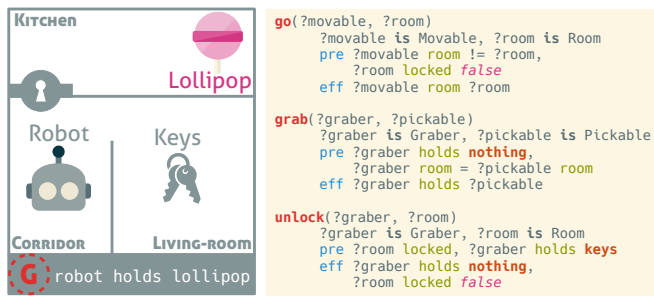 Kitchen
Lollipop
Robot
Keys
Corridor
Living-room
G robot holds lollipop
go(?movable, ?room)
?movable is Movable, ?room is Room
pre ?movable room != ?room,
?room locked false
eff ?movable room ?room
grab(?graber, ?pickable)
?graber is Graber, ?pickable is Pickable
pre ?graber holds nothing,
?graber room = ?pickable room
eff ?graber holds ?pickable
unlock(?graber, ?room)
?graber is Graber, ?room is Room
pre ?room locked, ?graber holds keys
eff ?graber holds nothing,
?room locked false